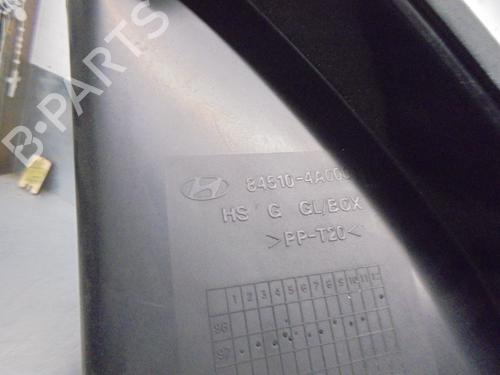 B-PARTS
84510-4A000
HS G GL/BOX
>PP-T20<
1 2 3 4 5 6 7 8 9 10 11 12
96
97